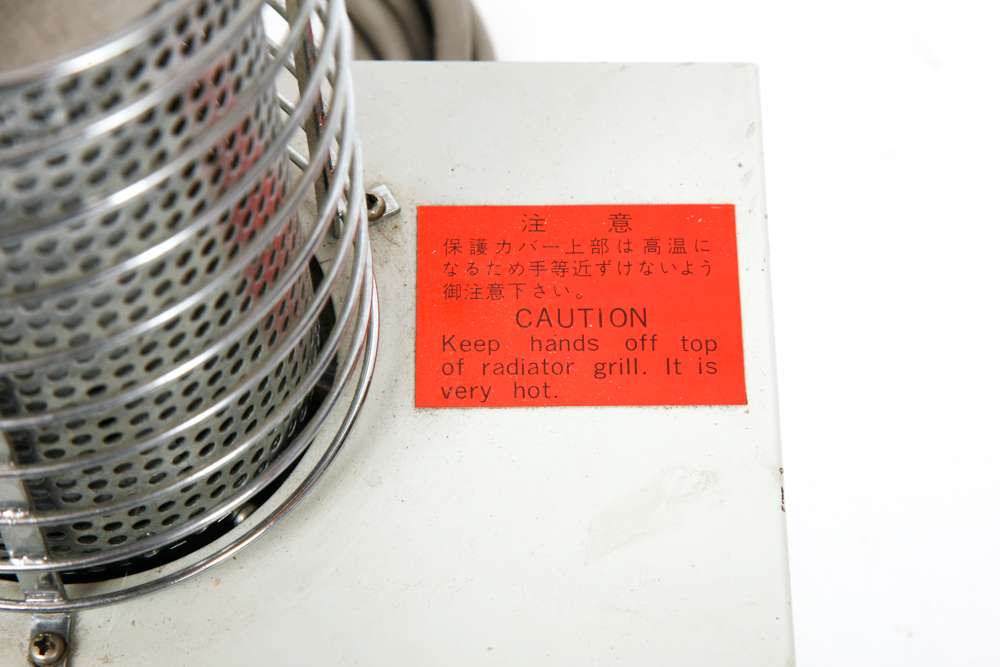 注意
保護カバー上部は高温に
なるため手等近ずけないよう
御注意下さい。
CAUTION
Keep hands off top
of radiator grill. It is
very hot.